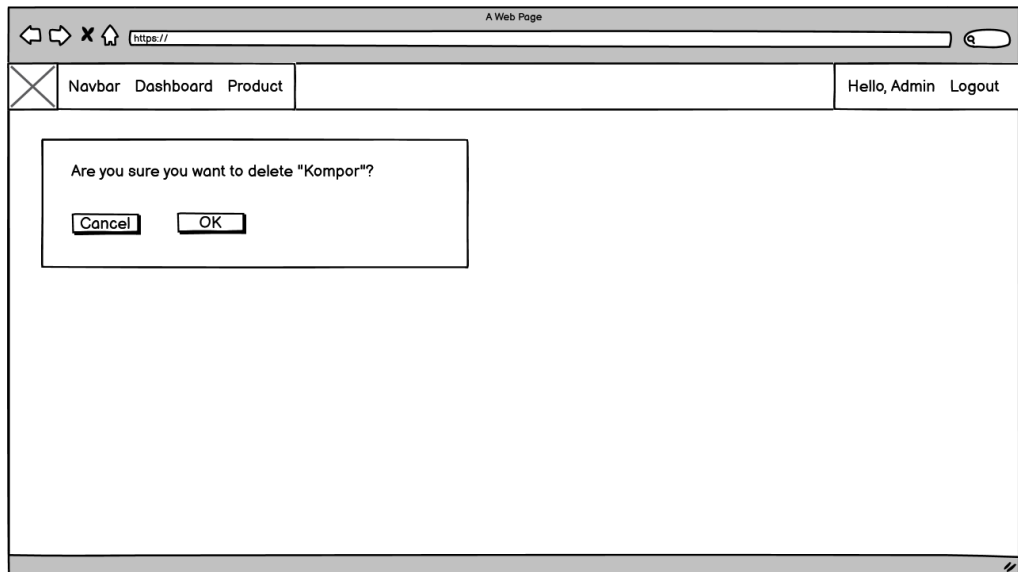 A Web Page
https://
Navbar Dashboard Product Hello, Admin Logout
Are you sure you want to delete "Kompor"?
Cancel OK